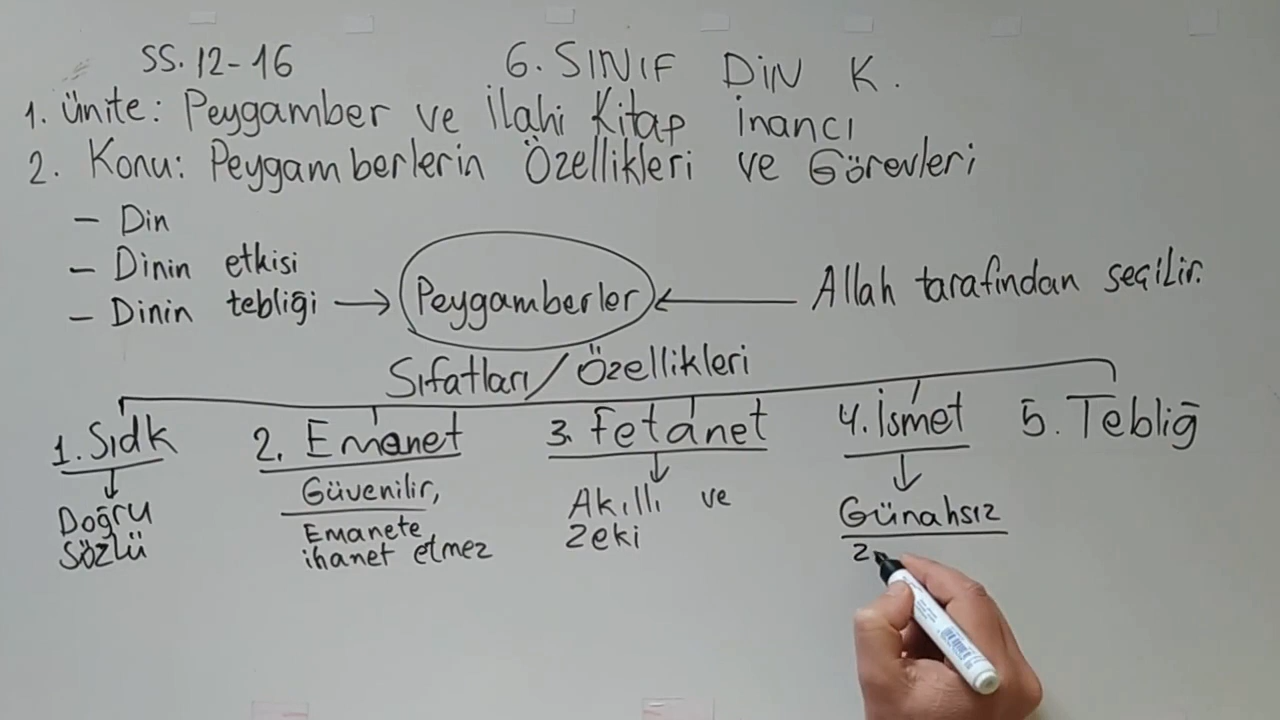 SS. 12-16
6. SINIF DİN K.
1. Ünite: Peygamber ve İlahi Kitap İnancı
2. Konu: Peygamberlerin Özellikleri ve Görevleri
- Din
- Dinin etkisi
- Dinin tebliği → Peygamberler ← Allah tarafından seçilir.
Sıfatları/Özellikleri
1. Sıdk
Doğru
sözlü
2. Emanet
Güvenilir,
Emanete
ihanet etmez
3. Fetânet
Akıllı ve
Zeki
4. İsmet
Günahsız
5. Tebliğ